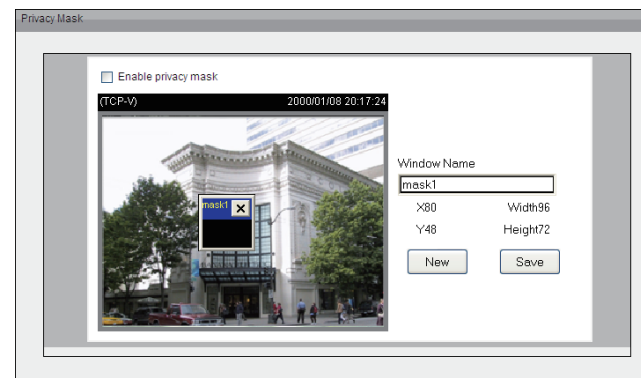 Privacy Mask
Enable privacy mask
(TCP-V) 2000/01/08 20:17:24
mask1
Window Name
mask1
X80 Width96
Y48 Height72
New Save